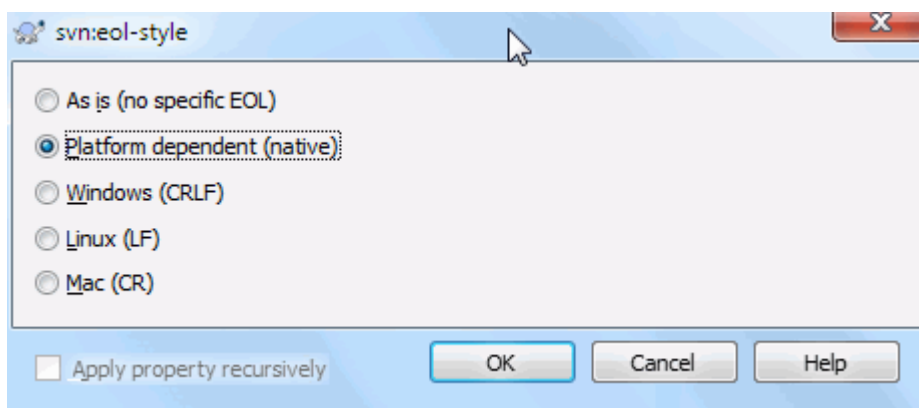 svn:eol-style
As is (no specific EOL)
Platform dependent (native)
Windows (CRLF)
Linux (LF)
Mac (CR)
Apply property recursively OK Cancel Help